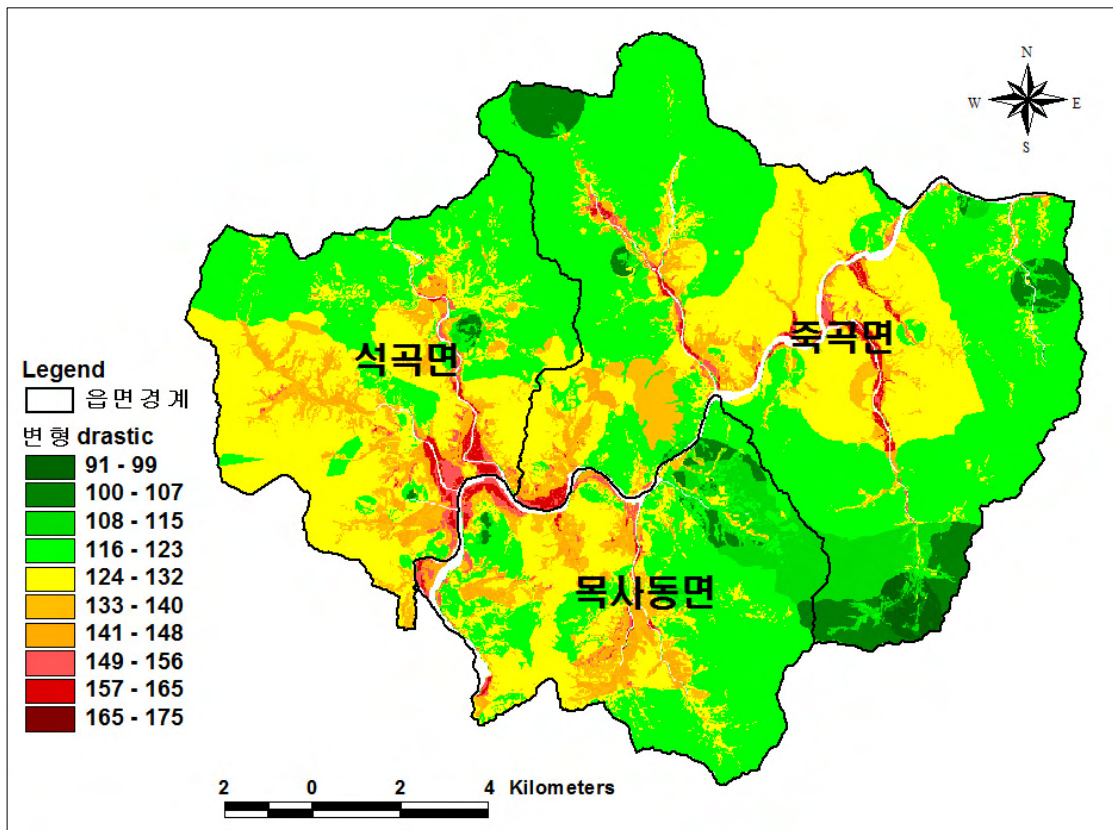 N
W E
S
죽곡면
석곡면
목사동면
Legend
읍면경계
변형 drastic
91 - 99
100 - 107
108 - 115
116 - 123
124 - 132
133 - 140
141 - 148
149 - 156
157 - 165
165 - 175
2 0 2 4 Kilometers